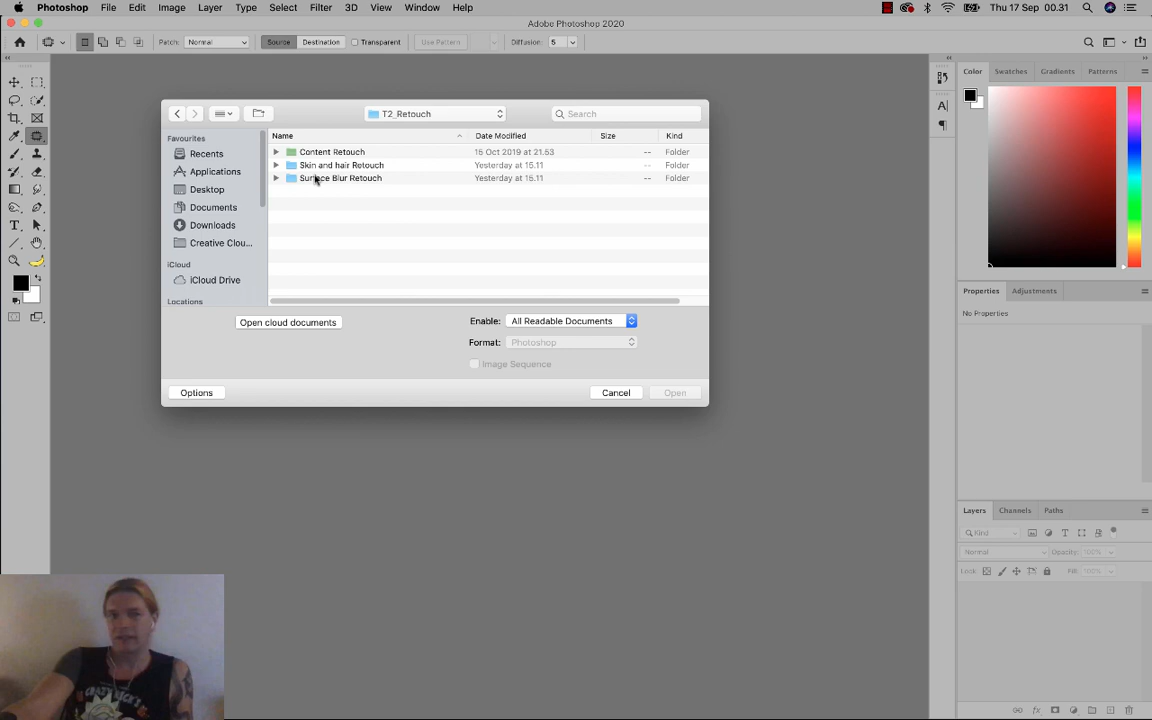 Photoshop File Edit Image Layer Type Select Filter 3D View Window Help Thu 17 Sep 00.31
Adobe Photoshop 2020
Patch: Normal Source Destination Transparent Use Pattern Diffusion: 5
T2_Retouch Search
Color Swatches Gradients Patterns
Favourites Name Date Modified Size Kind
Recents Content Retouch 15 Oct 2019 at 21.53 -- Folder
Applications Skin and hair Retouch Yesterday at 15.11 -- Folder
Desktop Surface Blur Retouch Yesterday at 15.11 -- Folder
Documents
Downloads
Creative Clou...
iCloud
iCloud Drive
Locations
Properties Adjustments
No Properties
Open cloud documents Enable: All Readable Documents
Format: Photoshop
Image Sequence
Options Cancel Open
Layers Channels Paths
Kind
Normal Opacity: 100%
Lock: Fill: 100%